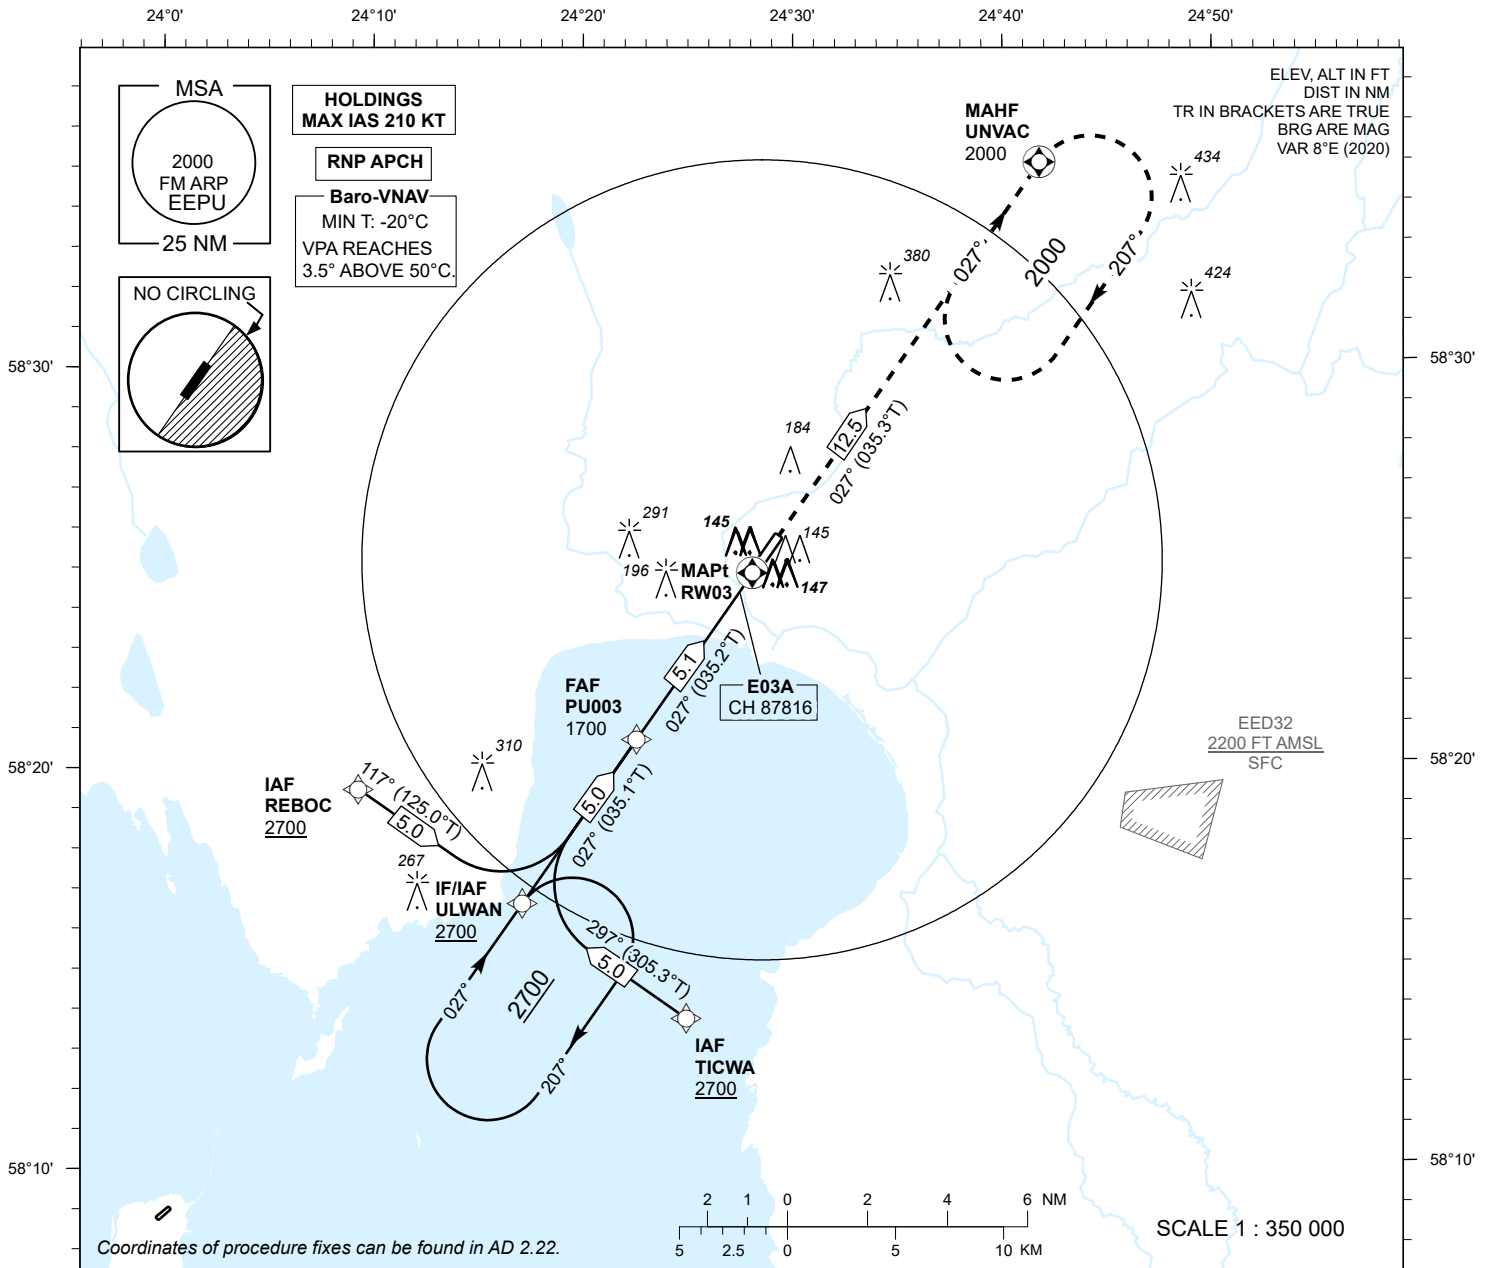 24°0'
24°10'
24°20'
24°30'
24°40'
24°50'
MSA
2000
FM ARP
EEPU
25 NM
HOLDINGS
MAX IAS 210 KT
RNP APCH
Baro-VNAV
MIN T: -20°C
VPA REACHES
3.5° ABOVE 50°C.
NO CIRCLING
ELEV, ALT IN FT
DIST IN NM
TR IN BRACKETS ARE TRUE
BRG ARE MAG
VAR 8°E (2020)
MAHF
UNVAC
2000
434
424
380
027°
2000
207°
58°30'
58°30'
12.5
027° (035.3°T)
184
291
196
145
145
147
MAPt
RW03
5.1
027° (035.2°T)
E03A
CH 87816
FAF
PU003
1700
EED32
2200 FT AMSL
SFC
58°20'
58°20'
310
IAF
REBOC
2700
117° (125.0°T)
5.0
5.0
027° (035.1°T)
267
IF/IAF
ULWAN
2700
297° (305.3°T)
5.0
027°
2700
207°
IAF
TICWA
2700
58°10'
58°10'
2 1 0 2 4 6 NM
5 2.5 0 5 10 KM
SCALE 1 : 350 000
Coordinates of procedure fixes can be found in AD 2.22.